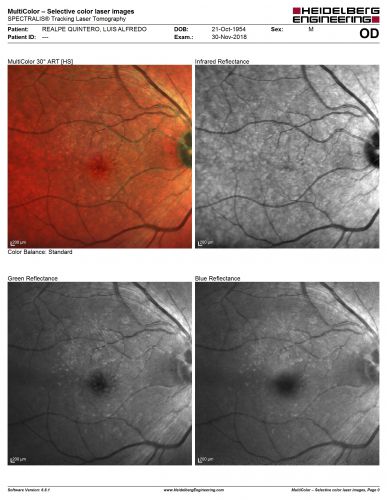 MultiColor – Selective color laser images
SPECTRALIS® Tracking Laser Tomography
HEIDELBERG ENGINEERING
Patient: REALPE QUINTERO, LUIS ALFREDO DOB: 21-Oct-1954 Sex: M
Patient ID: --- Exam.: 30-Nov-2018
OD
MultiColor 30° ART [HS] Infrared Reflectance
200 µm 200 µm
Color Balance: Standard
Green Reflectance Blue Reflectance
200 µm 200 µm
Software Version: 6.9.1 www.HeidelbergEngineering.com MultiColor – Selective color laser images, Page 0